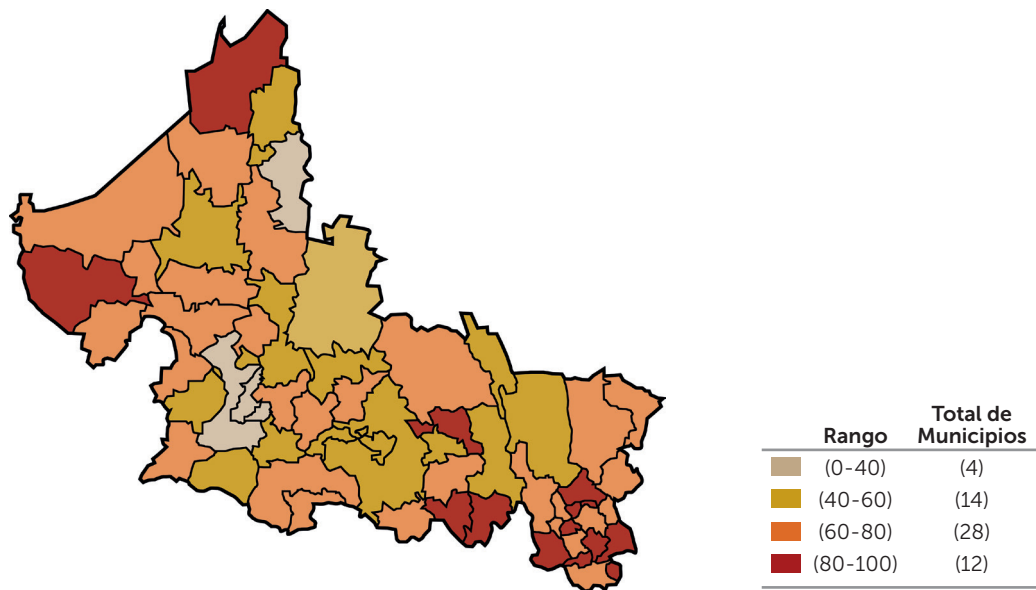 Rango Total de Municipios
(0-40) (4)
(40-60) (14)
(60-80) (28)
(80-100) (12)